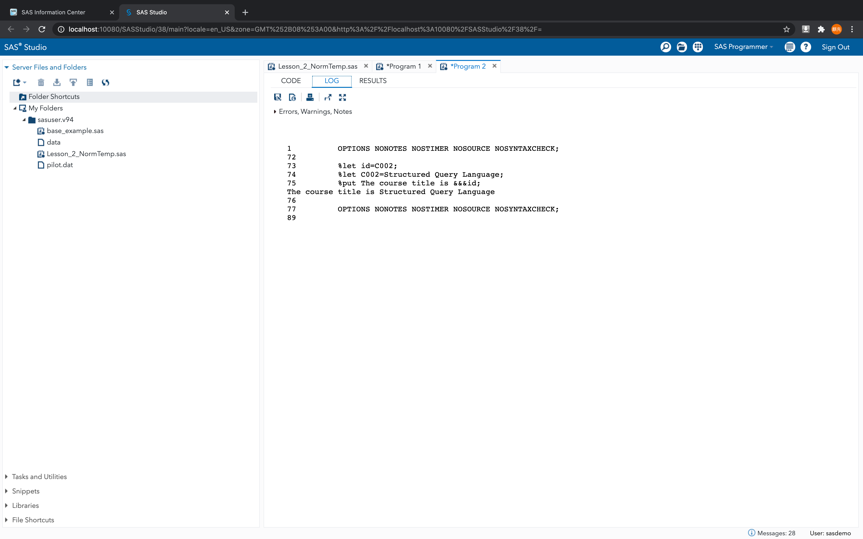 SAS Information Center
SAS Studio
localhost:10080/SASStudio/38/main?locale=en_US&zone=GMT%252B08%253A00&http%3A%2F%2Flocalhost%3A10080%2FSASStudio%2F38%2F=
SAS® Studio
SAS Programmer
Sign Out
Server Files and Folders
Folder Shortcuts
My Folders
sasuser.v94
base_example.sas
data
Lesson_2_NormTemp.sas
pilot.dat
Tasks and Utilities
Snippets
Libraries
File Shortcuts
Lesson_2_NormTemp.sas
*Program 1
*Program 2
CODE LOG RESULTS
Errors, Warnings, Notes
1 OPTIONS NONOTES NOSTIMER NOSOURCE NOSYNTAXCHECK;
72
73 %let id=C002;
74 %let C002=Structured Query Language;
75 %put The course title is &&&id;
The course title is Structured Query Language
76
77 OPTIONS NONOTES NOSTIMER NOSOURCE NOSYNTAXCHECK;
89
Messages: 28
User: sasdemo